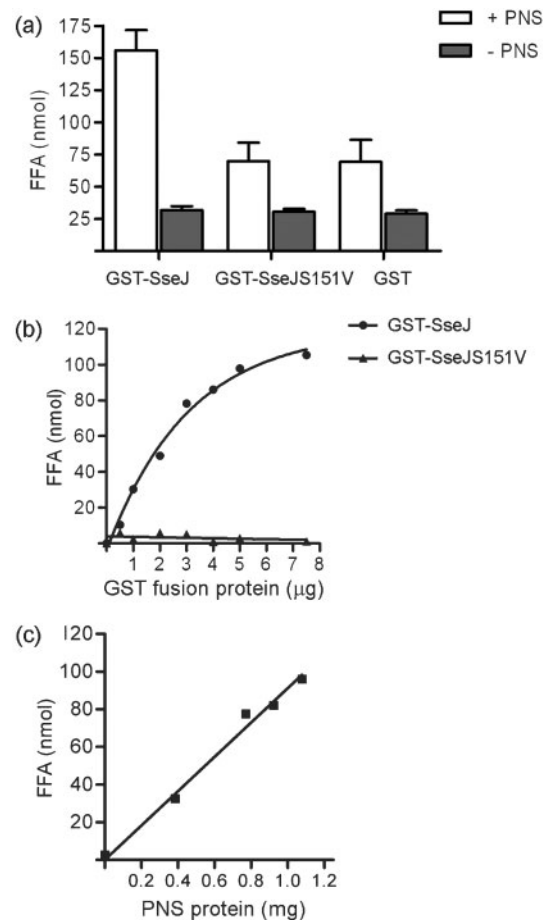 (a)
+ PNS
- PNS
FFA (nmol)
175
150
125
100
75
50
25
GST-SseJ GST-SseJS151V GST
(b)
GST-SseJ
GST-SseJS151V
FFA (nmol)
120
100
80
60
40
20
1 2 3 4 5 6 7 8
GST fusion protein (μg)
(c)
FFA (nmol)
120
100
80
60
40
20
0.2 0.4 0.6 0.8 1.0 1.2
PNS protein (mg)